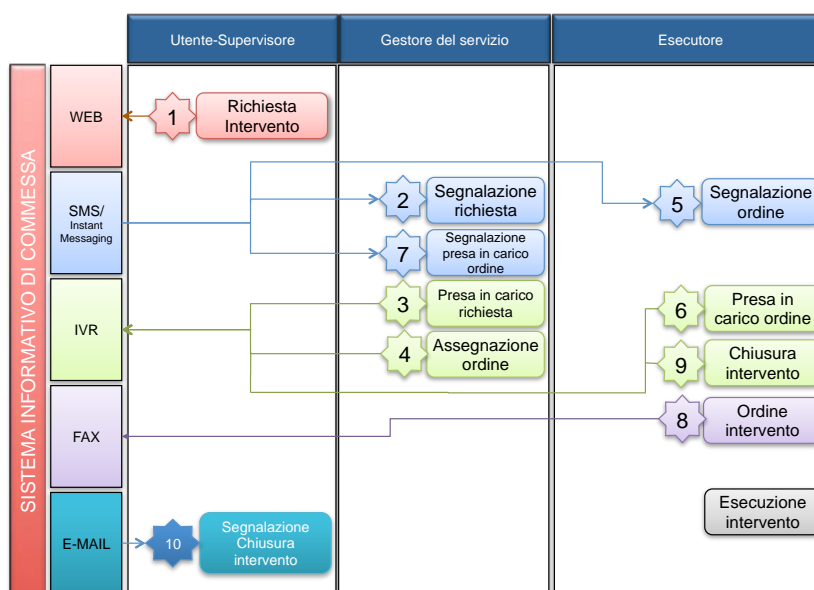 Utente-Supervisore
Gestore del servizio
Esecutore
SISTEMA INFORMATIVO DI COMMESSA
WEB
1
Richiesta
Intervento
SMS/
Instant
Messaging
2
Segnalazione
richiesta
5
Segnalazione
ordine
7
Segnalazione
presa in carico
ordine
IVR
3
Presa in carico
richiesta
6
Presa in
carico ordine
4
Assegnazione
ordine
9
Chiusura
intervento
FAX
8
Ordine
intervento
Esecuzione
intervento
E-MAIL
10
Segnalazione
Chiusura
intervento